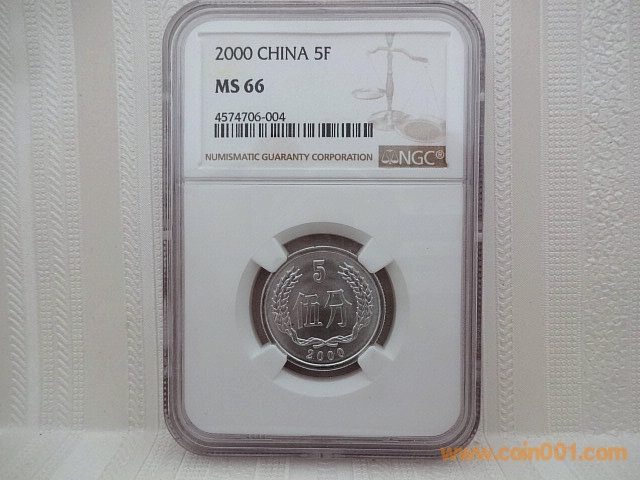 2000 CHINA 5F
MS 66
4574706-004
NUMISMATIC GUARANTY CORPORATION NGC®
5
伍分
2000
www.coin001.com